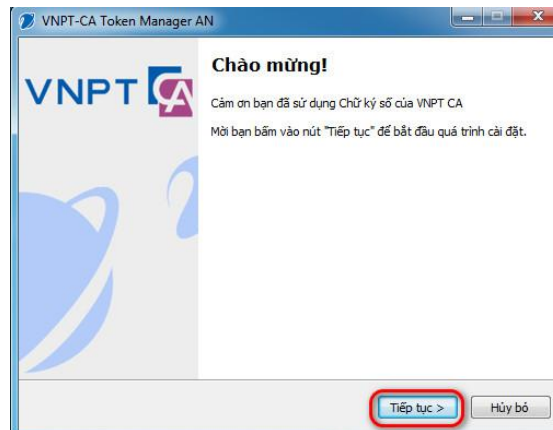 VNPT-CA Token Manager AN
VNPT CA
Chào mừng!
Cảm ơn bạn đã sử dụng Chữ ký số của VNPT CA
Mời bạn bấm vào nút "Tiếp tục" để bắt đầu quá trình cài đặt.
Tiếp tục >
Hủy bỏ